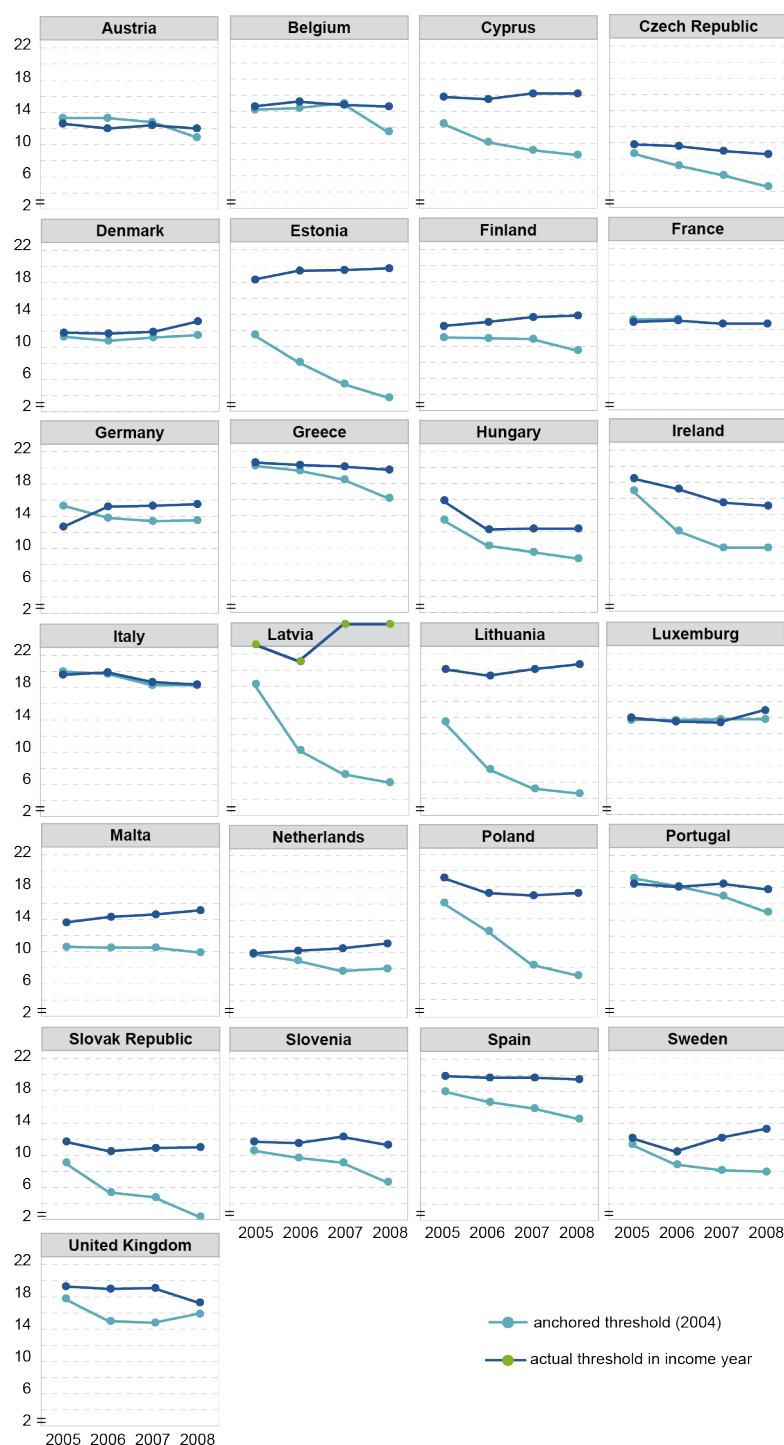 Austria Belgium Cyprus Czech Republic
22
18
14
10
6
2 = = = =
Denmark Estonia Finland France
22
18
14
10
6
2 = = = =
Germany Greece Hungary Ireland
22
18
14
10
6
2 = = = =
Italy Latvia Lithuania Luxemburg
22
18
14
10
6
2 = = = =
Malta Netherlands Poland Portugal
22
18
14
10
6
2 = = = =
Slovak Republic Slovenia Spain Sweden
22
18
14
10
6
2 = = = =
2005 2006 2007 2008 2005 2006 2007 2008 2005 2006 2007 2008
United Kingdom
22
18
14
10
6
2 =
2005 2006 2007 2008
anchored threshold (2004)
actual threshold in income year